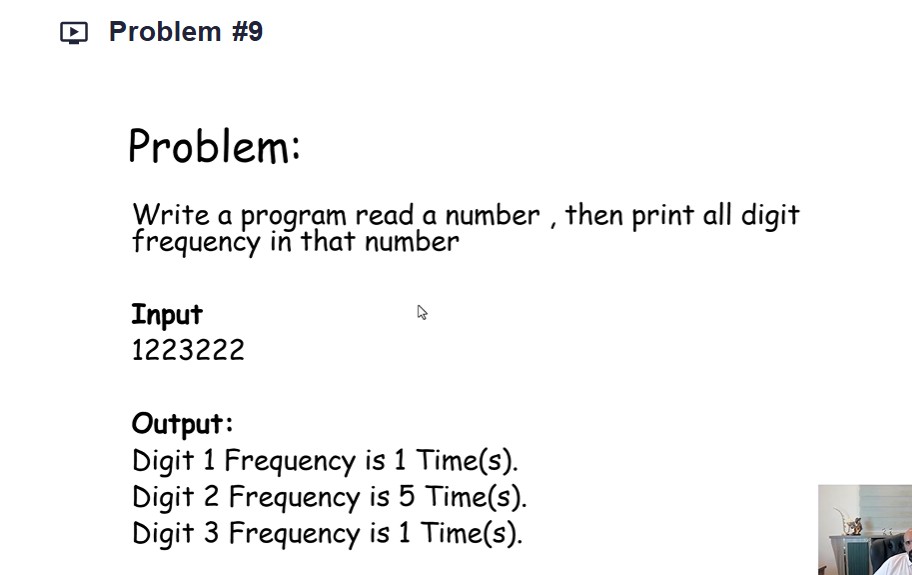 Problem #9
Problem:
Write a program read a number , then print all digit
frequency in that number
Input
1223222
Output:
Digit 1 Frequency is 1 Time(s).
Digit 2 Frequency is 5 Time(s).
Digit 3 Frequency is 1 Time(s).